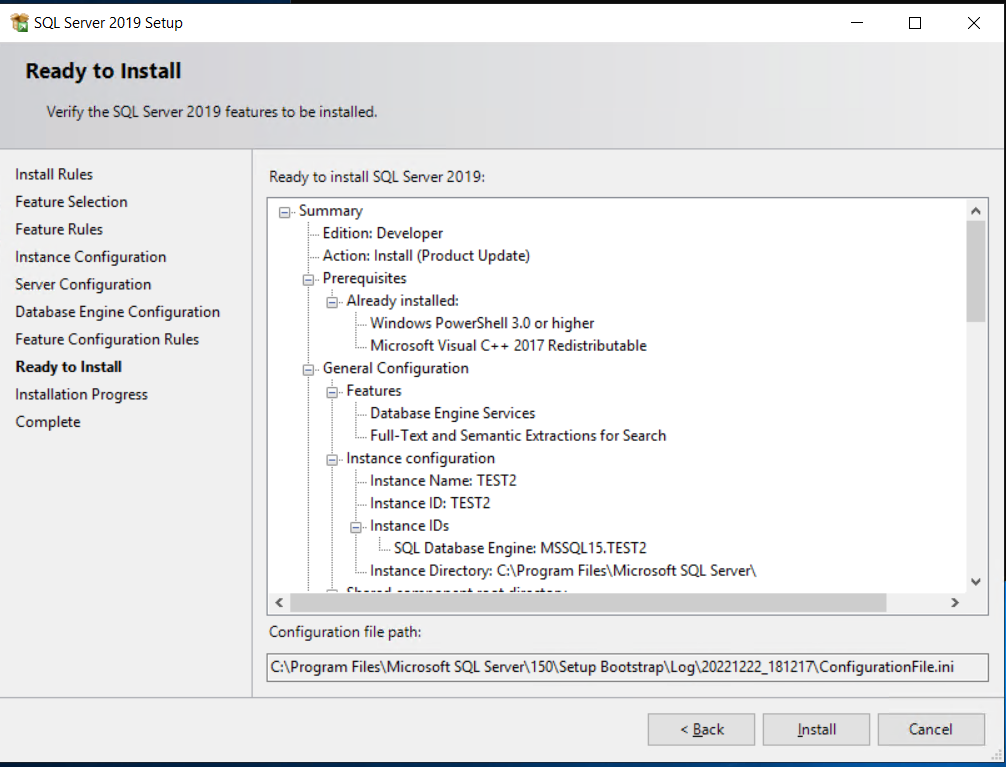 SQL Server 2019 Setup
Ready to Install
Verify the SQL Server 2019 features to be installed.
Install Rules
Feature Selection
Feature Rules
Instance Configuration
Server Configuration
Database Engine Configuration
Feature Configuration Rules
Ready to Install
Installation Progress
Complete
Ready to install SQL Server 2019:
Summary
Edition: Developer
Action: Install (Product Update)
Prerequisites
Already installed:
Windows PowerShell 3.0 or higher
Microsoft Visual C++ 2017 Redistributable
General Configuration
Features
Database Engine Services
Full-Text and Semantic Extractions for Search
Instance configuration
Instance Name: TEST2
Instance ID: TEST2
Instance IDs
SQL Database Engine: MSSQL15.TEST2
Instance Directory: C:\Program Files\Microsoft SQL Server\
Shared component root directory
Configuration file path:
C:\Program Files\Microsoft SQL Server\150\Setup Bootstrap\Log\20221222_181217\ConfigurationFile.ini
< Back
Install
Cancel